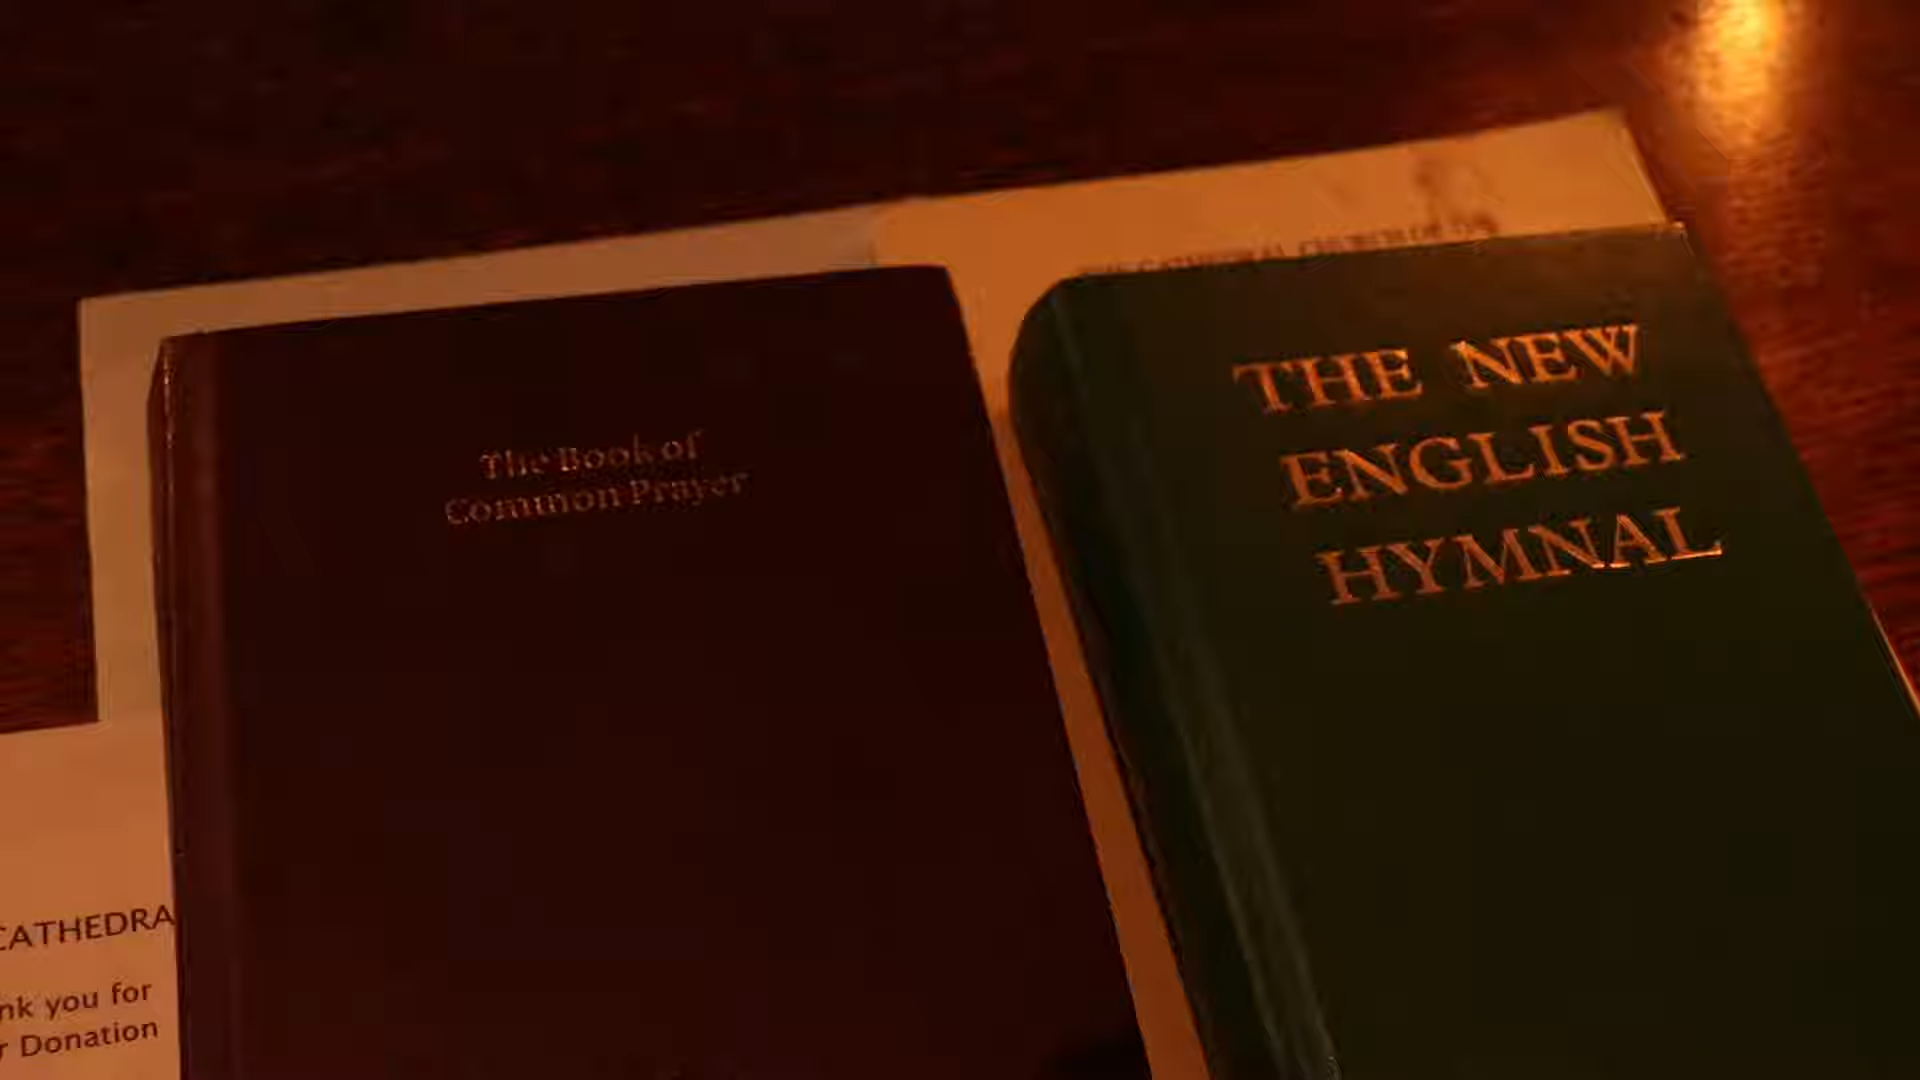 The Book of
Common Prayer
THE NEW
ENGLISH
HYMNAL
CATHEDRA
nk you for
r Donation